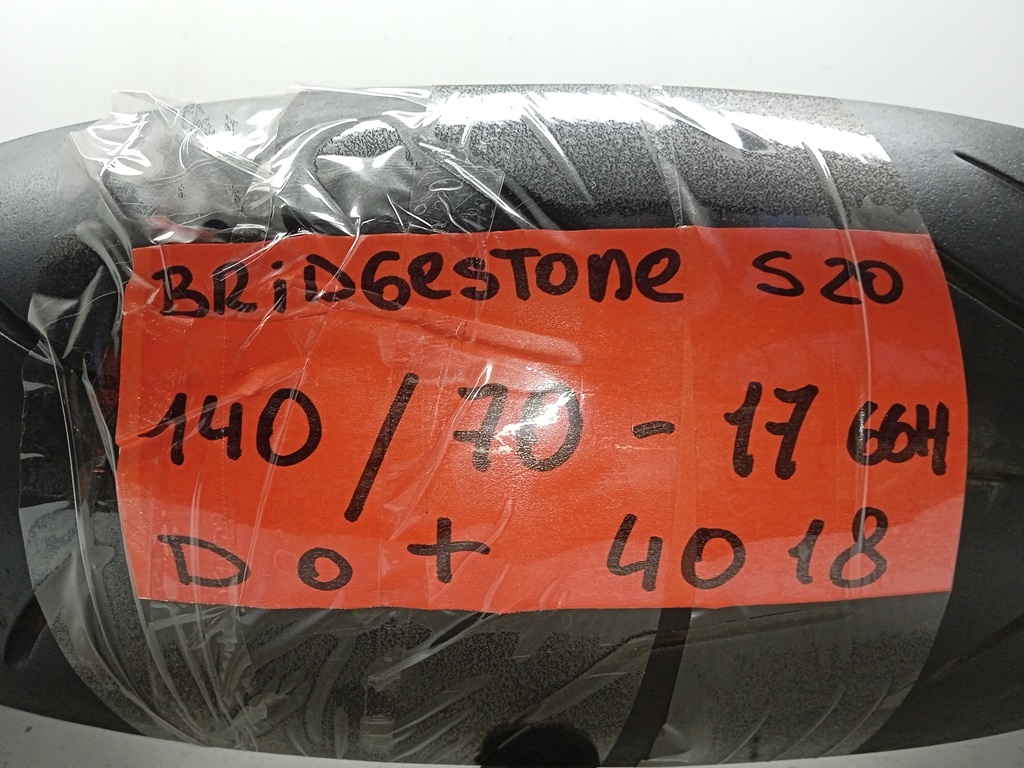 BRiDGesTone S20
140/70-17 66H
Dot 4018